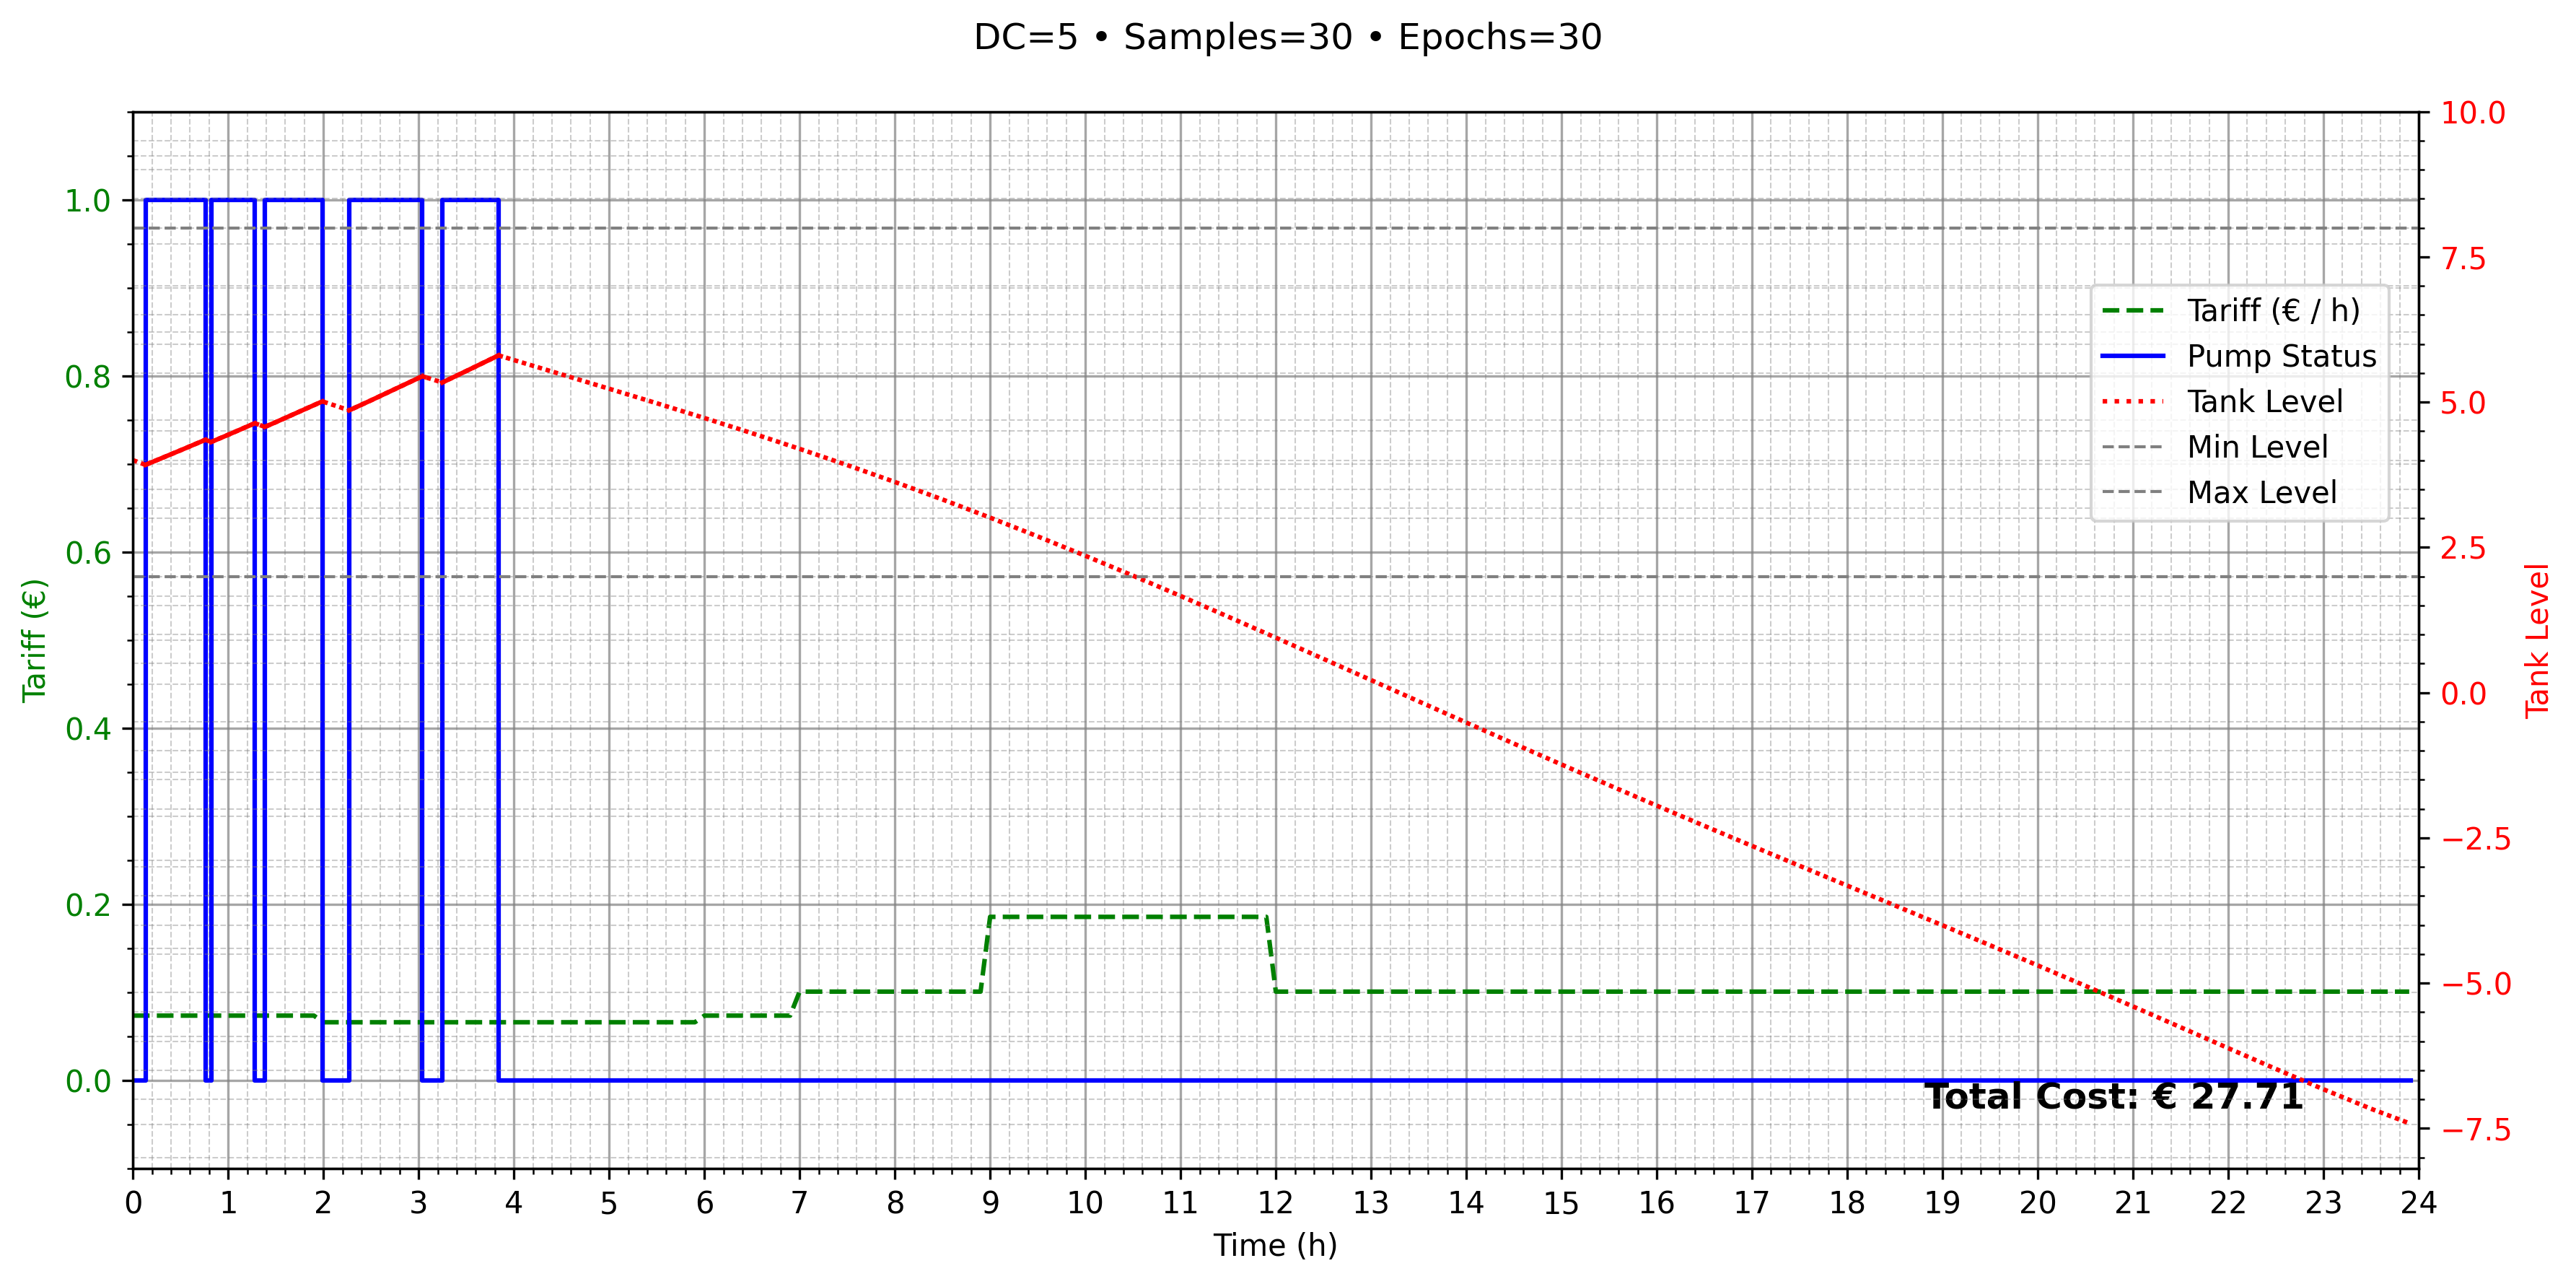 DC=5 • Samples=30 • Epochs=30
1.0
0.8
0.6
0.4
0.2
0.0
Tariff (€)
10.0
7.5
5.0
2.5
0.0
−2.5
−5.0
−7.5
Tank Level
Tariff (€ / h)
Pump Status
Tank Level
Min Level
Max Level
Total Cost: € 27.71
0 1 2 3 4 5 6 7 8 9 10 11 12 13 14 15 16 17 18 19 20 21 22 23 24
Time (h)